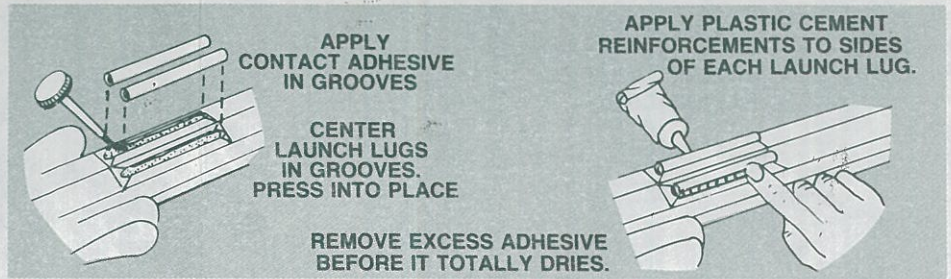 APPLY
CONTACT ADHESIVE
IN GROOVES
CENTER
LAUNCH LUGS
IN GROOVES.
PRESS INTO PLACE
APPLY PLASTIC CEMENT
REINFORCEMENTS TO SIDES
OF EACH LAUNCH LUG.
REMOVE EXCESS ADHESIVE
BEFORE IT TOTALLY DRIES.